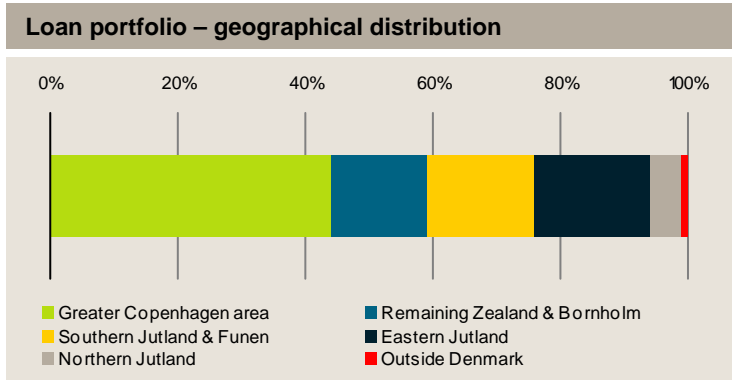 Loan portfolio – geographical distribution
0% 20% 40% 60% 80% 100%
Greater Copenhagen area Remaining Zealand & Bornholm
Southern Jutland & Funen Eastern Jutland
Northern Jutland Outside Denmark